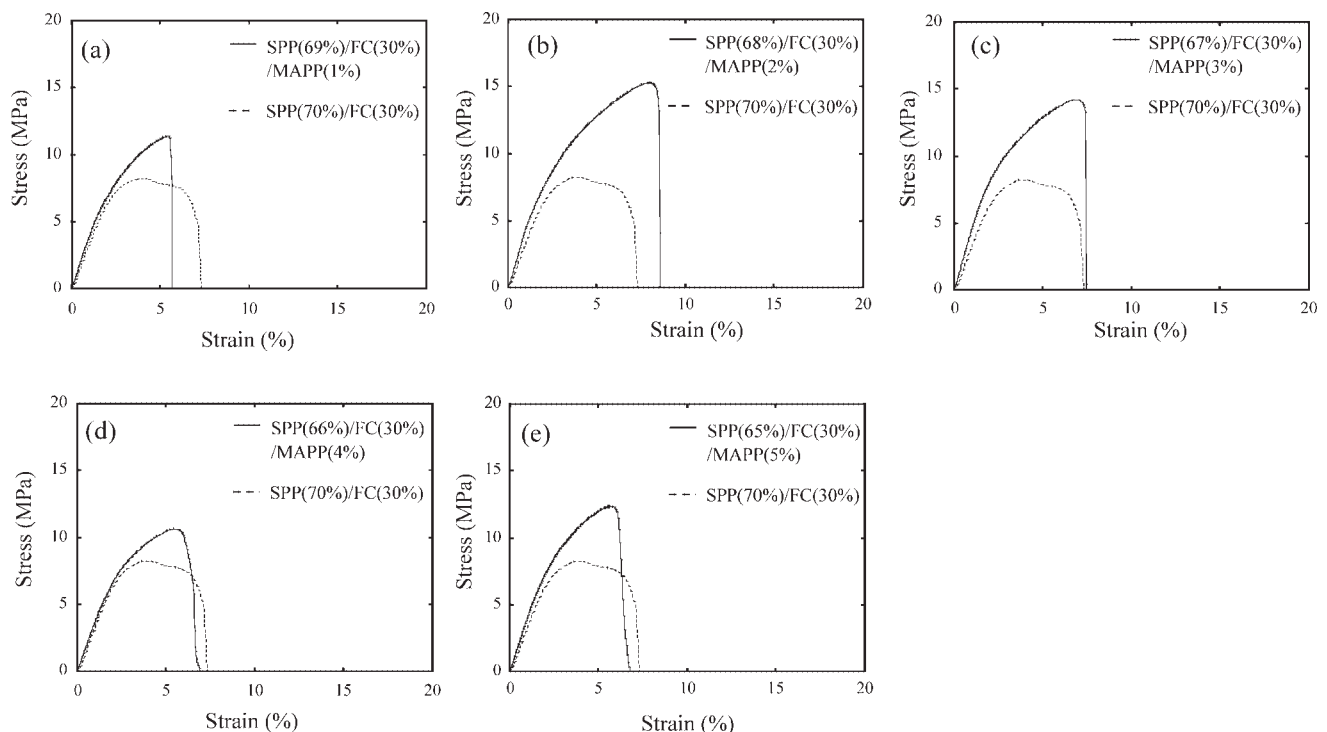 (a)
SPP(69%)/FC(30%)
/MAPP(1%)
SPP(70%)/FC(30%)
20
15
10
5
0
Stress (MPa)
0 5 10 15 20
Strain (%)
(b)
SPP(68%)/FC(30%)
/MAPP(2%)
SPP(70%)/FC(30%)
20
15
10
5
0
Stress (MPa)
0 5 10 15 20
Strain (%)
(c)
SPP(67%)/FC(30%)
/MAPP(3%)
SPP(70%)/FC(30%)
20
15
10
5
0
Stress (MPa)
0 5 10 15 20
Strain (%)
(d)
SPP(66%)/FC(30%)
/MAPP(4%)
SPP(70%)/FC(30%)
20
15
10
5
0
Stress (MPa)
0 5 10 15 20
Strain (%)
(e)
SPP(65%)/FC(30%)
/MAPP(5%)
SPP(70%)/FC(30%)
20
15
10
5
0
Stress (MPa)
0 5 10 15 20
Strain (%)